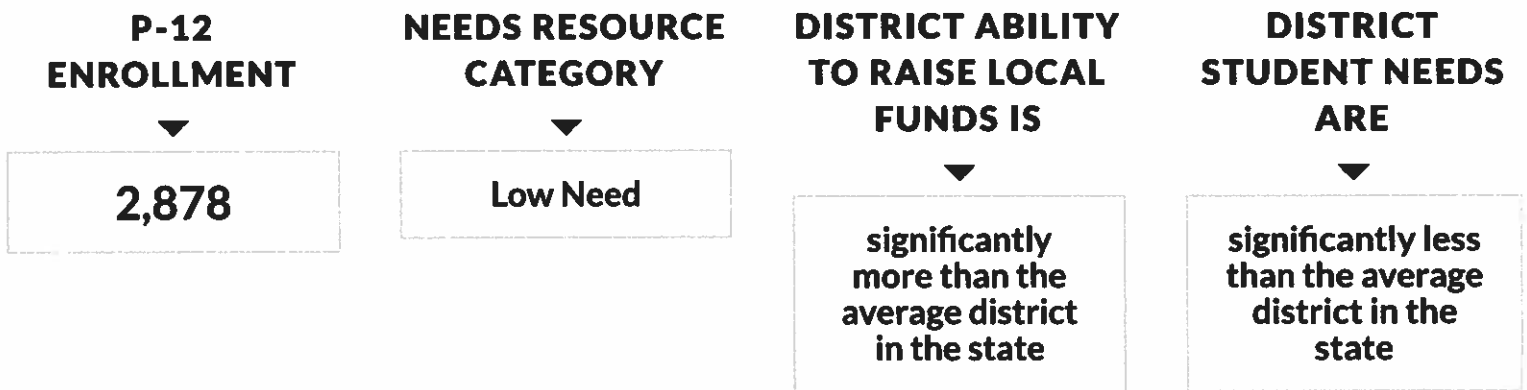 P-12
ENROLLMENT
2,878
NEEDS RESOURCE
CATEGORY
Low Need
DISTRICT ABILITY
TO RAISE LOCAL
FUNDS IS
significantly
more than the
average district
in the state
DISTRICT
STUDENT NEEDS
ARE
significantly less
than the average
district in the
state